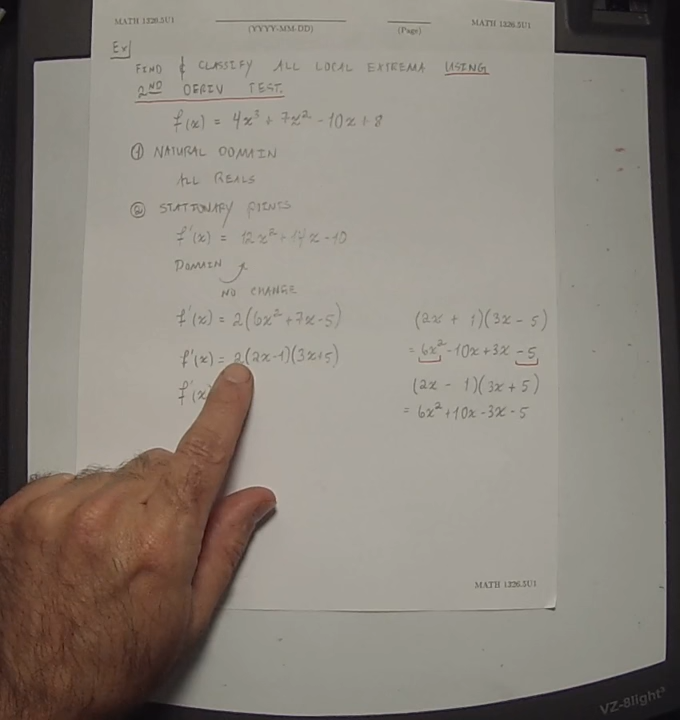 MATH 1326.5U1
(YYYY-MM-DD)
(Page)
MATH 1326.5U1
Ex
FIND & CLASSIFY ALL LOCAL EXTREMA USING
2ND DERIV TEST.
f(x) = 4x³ + 7x² - 10x + 8
① NATURAL DOMAIN
ALL REALS
② STATIONARY POINTS
f'(x) = 12x² + 14x - 10
DOMAIN
NO CHANGE
f'(x) = 2(6x² + 7x - 5)
f'(x) = 2(2x-1)(3x+5)
f'(x)
(2x + 1)(3x - 5)
= 6x² - 10x + 3x - 5
(2x - 1)(3x + 5)
= 6x² + 10x - 3x - 5
MATH 1326.5U1
VZ-8light³